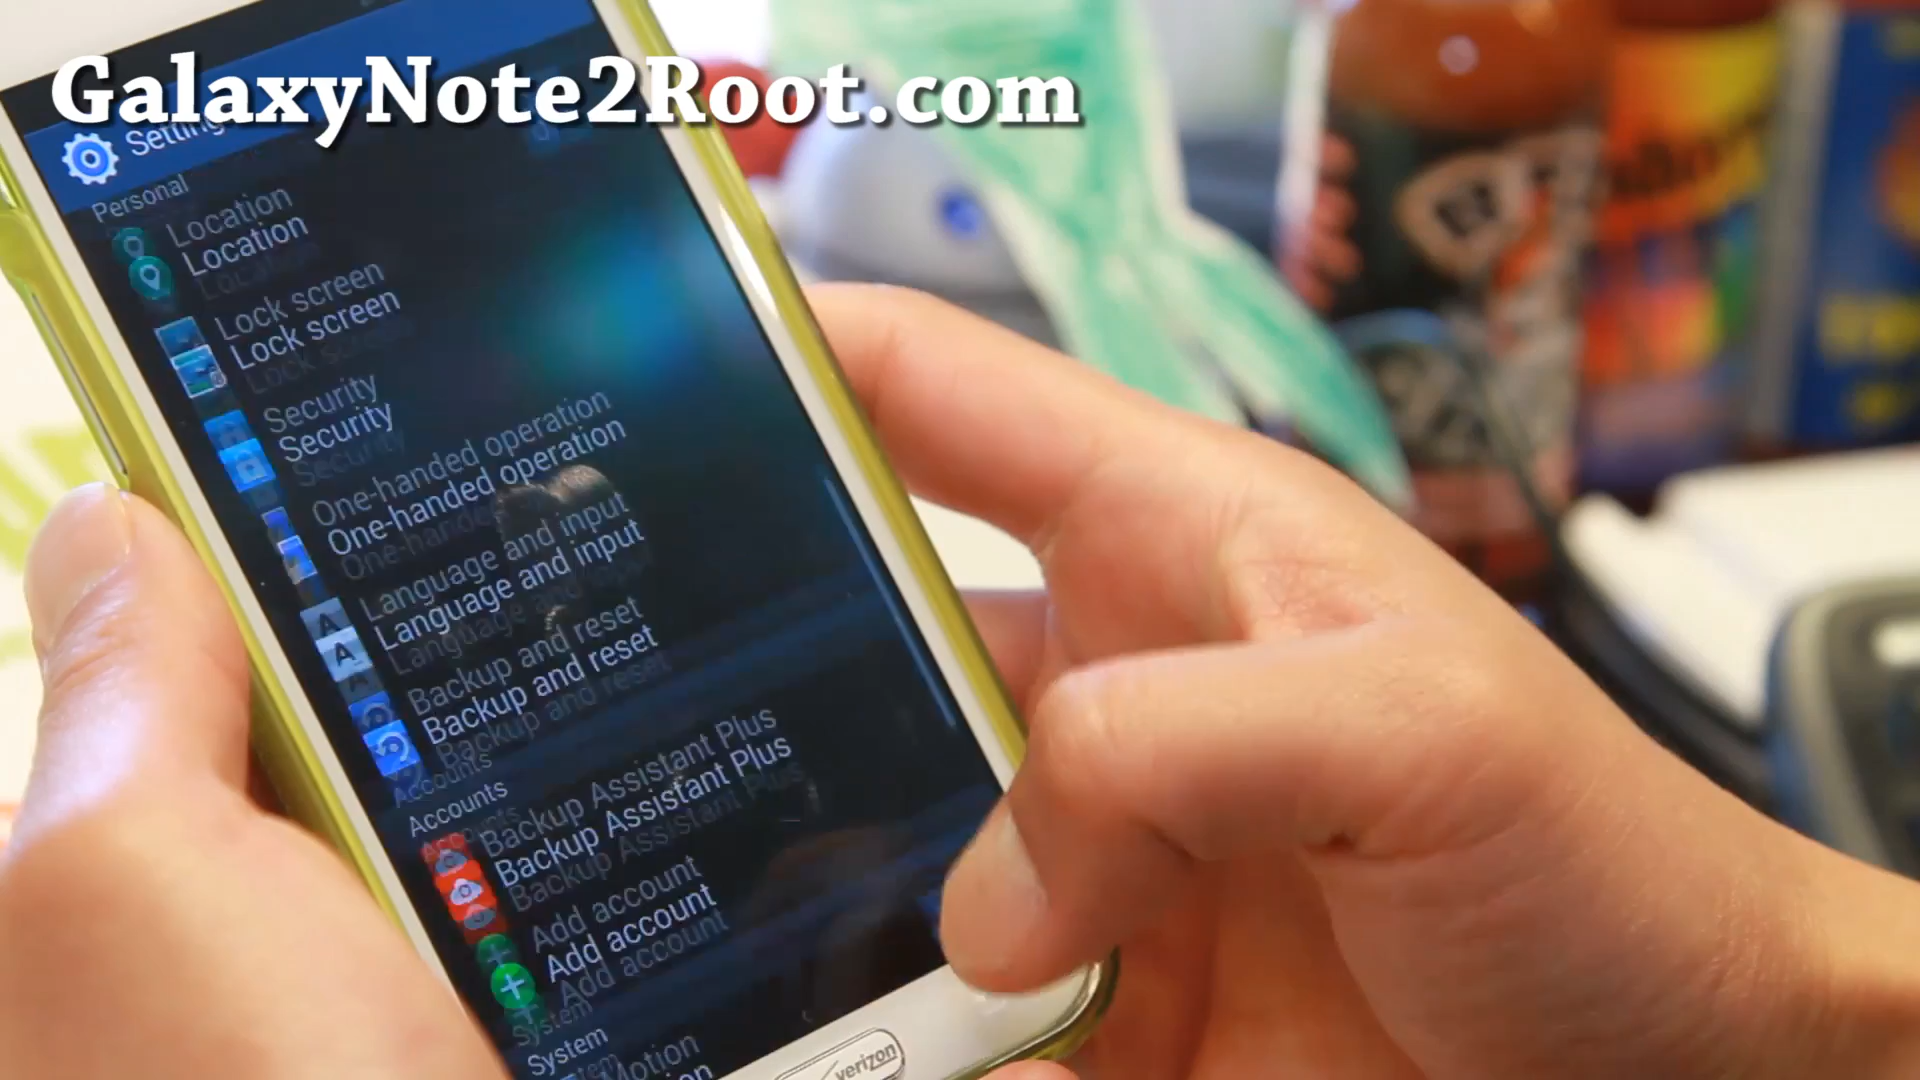 GalaxyNote2Root.com
Personal
Location
Lock screen
Security
One-handed operation
Language and input
Backup and reset
Accounts
Backup Assistant Plus
Add account
System
Motion
verizon